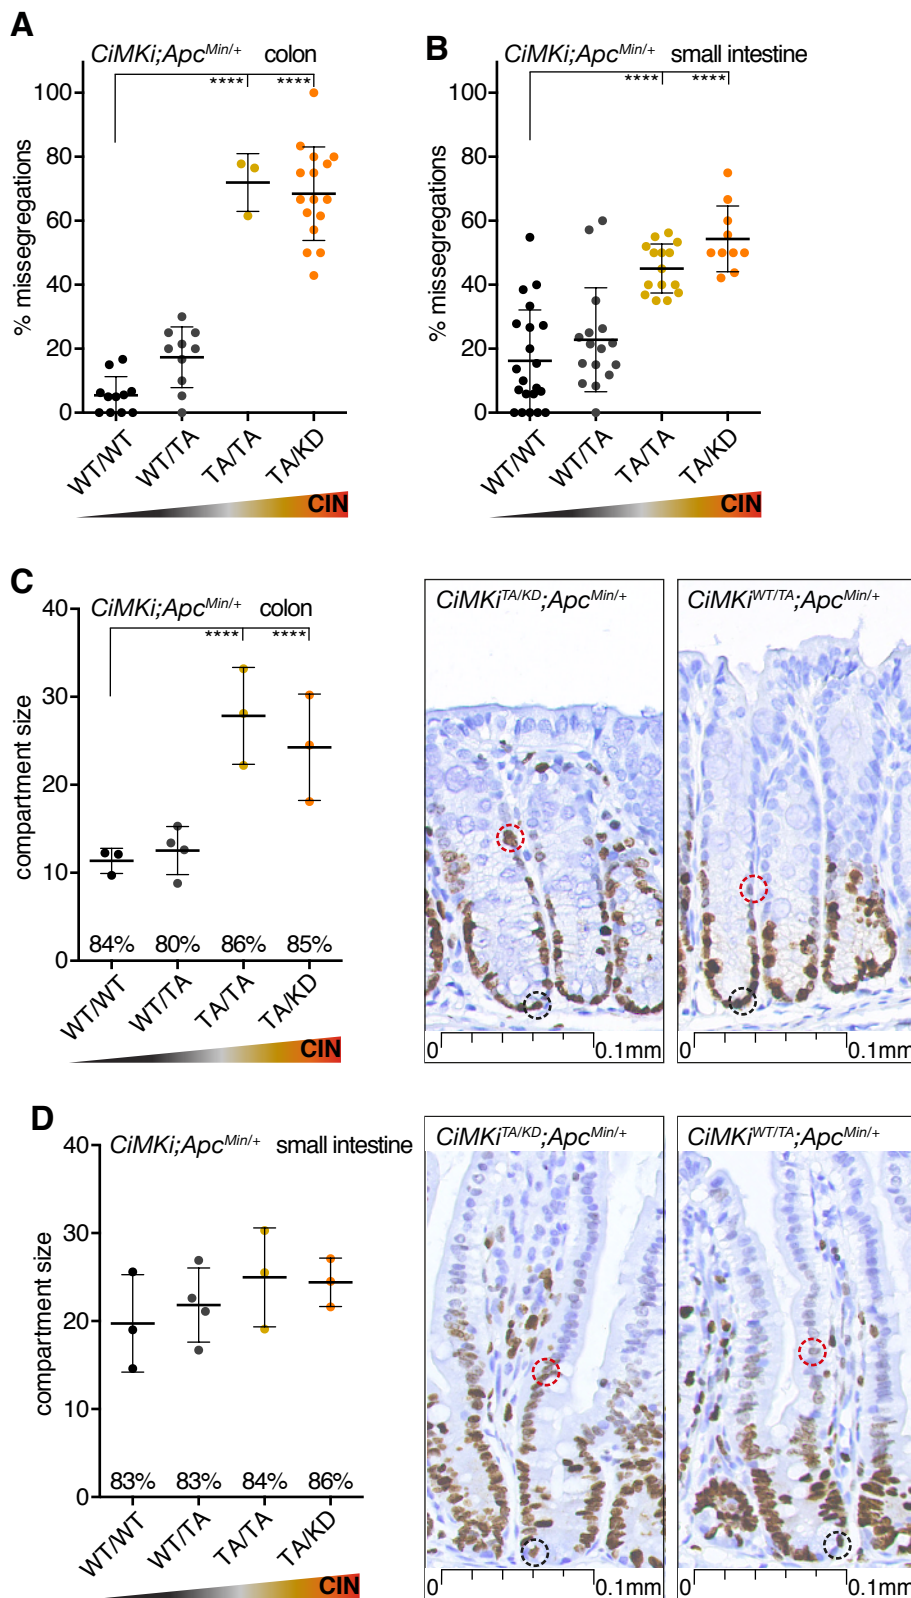 A
CiMKi;Apc^Min/+ colon
**** ****
% missegregations
100
80
60
40
20
0
WT/WT WT/TA TA/TA TA/KD
CIN
B
CiMKi;Apc^Min/+ small intestine
**** ****
% missegregations
100
80
60
40
20
0
WT/WT WT/TA TA/TA TA/KD
CIN
C
CiMKi;Apc^Min/+ colon
**** ****
compartment size
40
30
20
10
0
84% 80% 86% 85%
WT/WT WT/TA TA/TA TA/KD
CIN
CiMKi^TA/KD;Apc^Min/+
0 0.1mm
CiMKi^WT/TA;Apc^Min/+
0 0.1mm
D
CiMKi;Apc^Min/+ small intestine
compartment size
40
30
20
10
0
83% 83% 84% 86%
WT/WT WT/TA TA/TA TA/KD
CIN
CiMKi^TA/KD;Apc^Min/+
0 0.1mm
CiMKi^WT/TA;Apc^Min/+
0 0.1mm